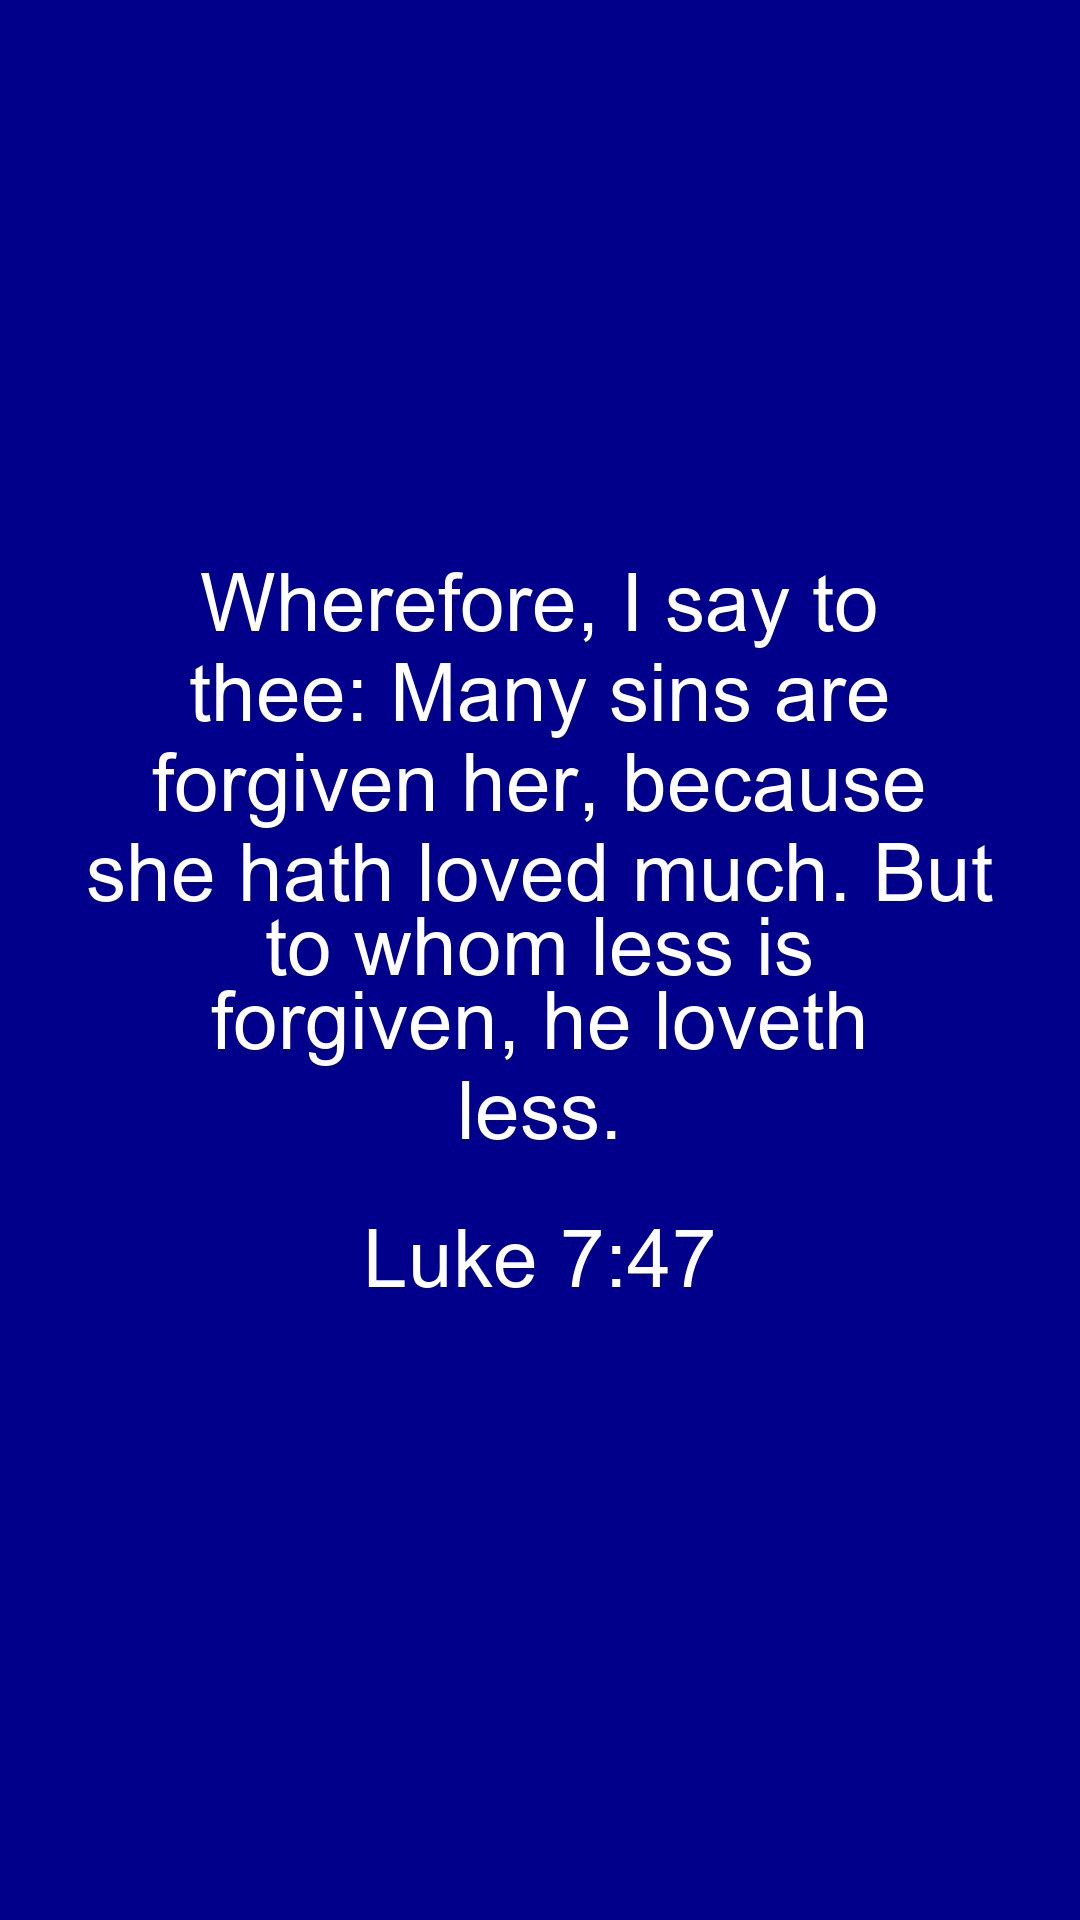 Wherefore, I say to
thee: Many sins are
forgiven her, because
she hath loved much. But
to whom less is
forgiven, he loveth
less.
Luke 7:47